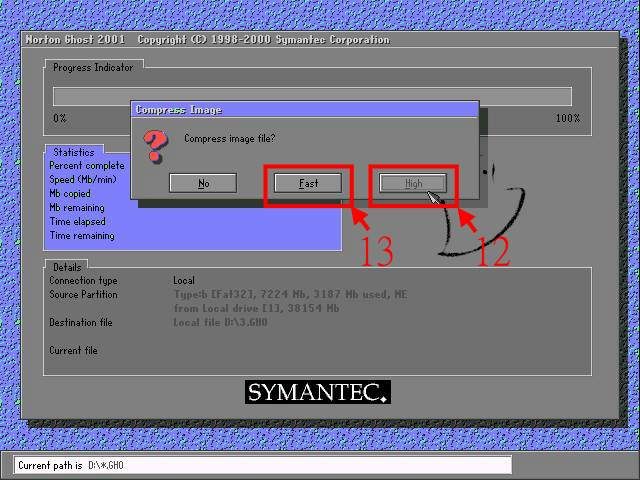 Norton Ghost 2001 Copyright (C) 1998-2000 Symantec Corporation
Progress Indicator
0%
100%
Compress Image
Compress image file?
No
Fast
High
13
12
Statistics
Percent complete
Speed (Mb/min)
Mb copied
Mb remaining
Time elapsed
Time remaining
Details
Connection type Local
Source Partition Type:b [Fat32], 7224 Mb, 3187 Mb used, ME
from Local drive [1], 38154 Mb
Destination file Local file D:\3.GHO
Current file
SYMANTEC.
Current path is D:\*.GHO